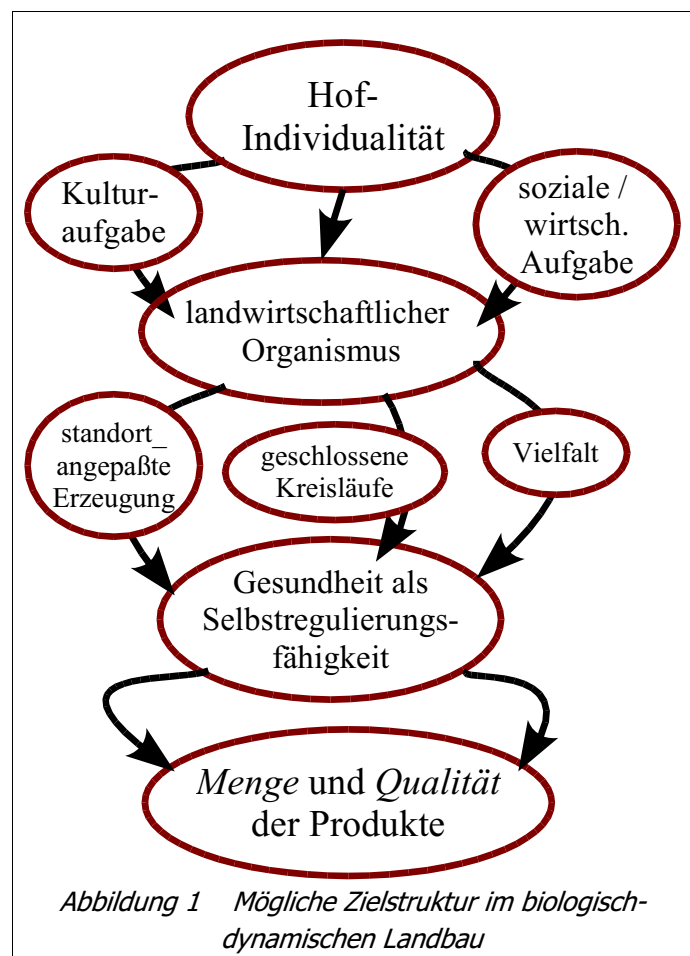 Hof-
Individualität
Kultur-
aufgabe
soziale /
wirtsch.
Aufgabe
landwirtschaftlicher
Organismus
standort_
angepaßte
Erzeugung
geschlossene
Kreisläufe
Vielfalt
Gesundheit als
Selbstregulierungs-
fähigkeit
Menge und Qualität
der Produkte
Abbildung 1 Mögliche Zielstruktur im biologisch-
dynamischen Landbau